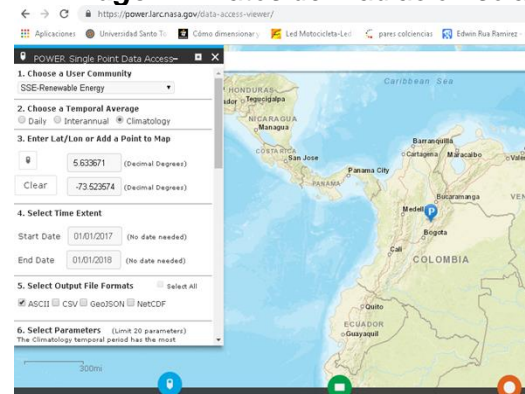 https://power.larc.nasa.gov/data-access-viewer/
Aplicaciones Universidad Santo To Cómo dimensionar y Led Motocicleta-Led pares colciencias Edwin Rua Ramirez -
POWER Single Point Data Access-
1. Choose a User Community
SSE-Renewable Energy
2. Choose a Temporal Average
Daily Interannual Climatology
3. Enter Lat/Lon or Add a Point to Map
5.633671 (Decimal Degrees)
Clear -73.523574 (Decimal Degrees)
4. Select Time Extent
Start Date 01/01/2017 (No date needed)
End Date 01/01/2018 (No date needed)
5. Select Output File Formats Select All
ASCII CSV GeoJSON NetCDF
6. Select Parameters (Limit 20 parameters)
The Climatology temporal period has the most
300mi
Caribbean Sea
HONDURAS
Tegucigalpa
NICARAGUA
Managua
COSTA RICA
San Jose
Panama City
PANAMA
Barranquilla
Cartagena Maracaibo
Bucaramanga
VEN
Medell
P
Bogota
Cali
COLOMBIA
Quito
ECUADOR
Guayaquil